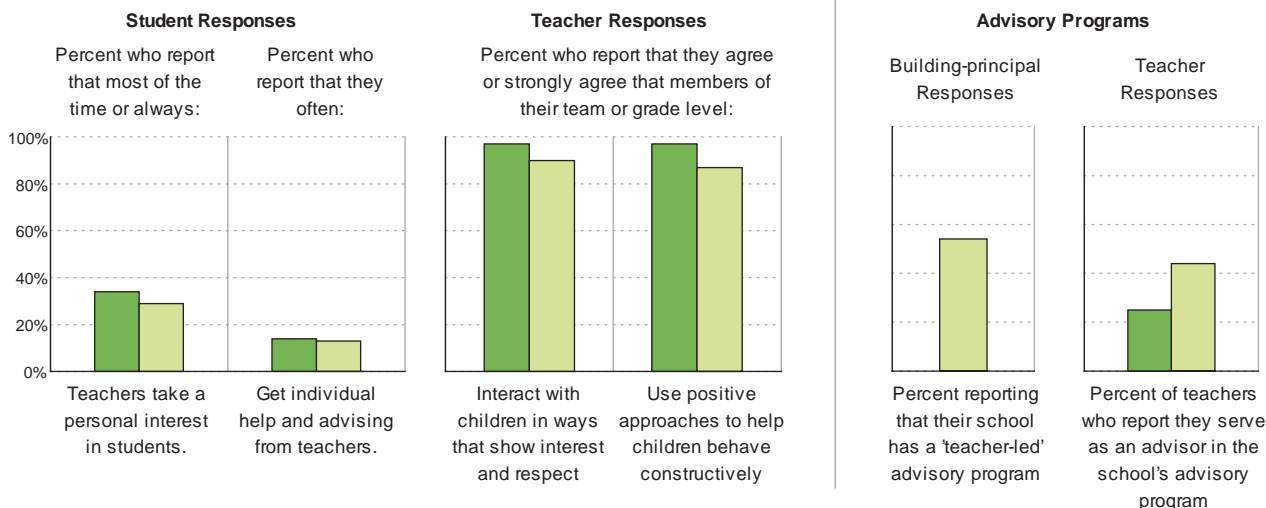 Student Responses
Percent who report
that most of the
time or always:
Percent who
report that they
often:
100%
80%
60%
40%
20%
0%
Teachers take a
personal interest
in students.
Get individual
help and advising
from teachers.
Teacher Responses
Percent who report that they agree
or strongly agree that members of
their team or grade level:
Interact with
children in ways
that show interest
and respect
Use positive
approaches to help
children behave
constructively
Advisory Programs
Building-principal
Responses
Teacher
Responses
Percent reporting
that their school
has a 'teacher-led'
advisory program
Percent of teachers
who report they serve
as an advisor in the
school's advisory
program